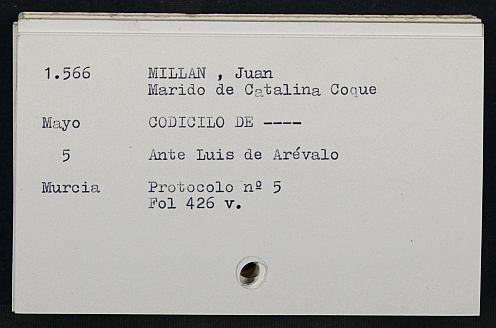 1.566 MILLAN , Juan
Marido de Catalina Coque
Mayo CODICILO DE ----
5 Ante Luis de Arévalo
Murcia Protocolo nº 5
Fol 426 v.